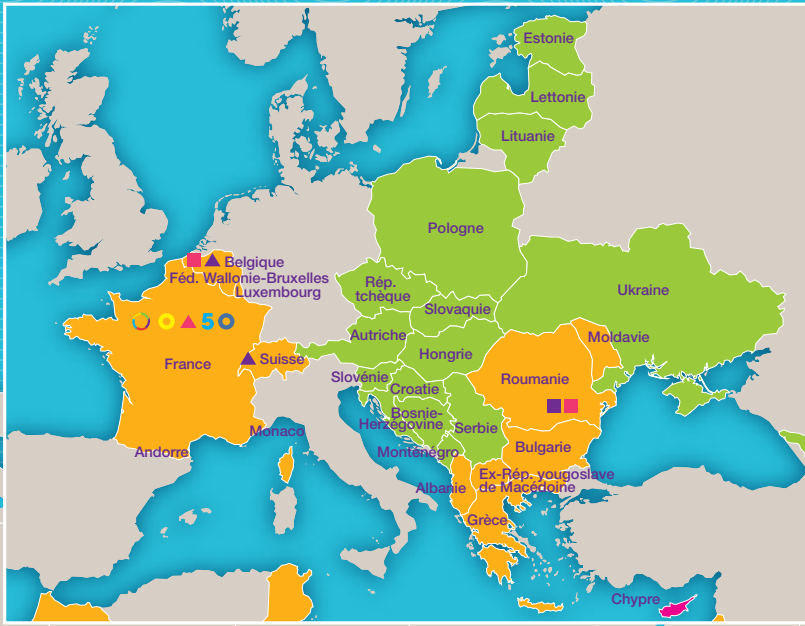 Estonie
Lettonie
Lituanie
Pologne
Belgique
Féd. Wallonie-Bruxelles
Luxembourg
Rép.
tchèque
Ukraine
Slovaquie
5
Autriche
Moldavie
Hongrie
Suisse
France
Slovénie
Roumanie
Croatie
Bosnie-
Herzégovine
Serbie
Monaco
Andorre
Monténégro
Bulgarie
Ex-Rép. yougoslave
de Macédoine
Albanie
Grèce
Chypre